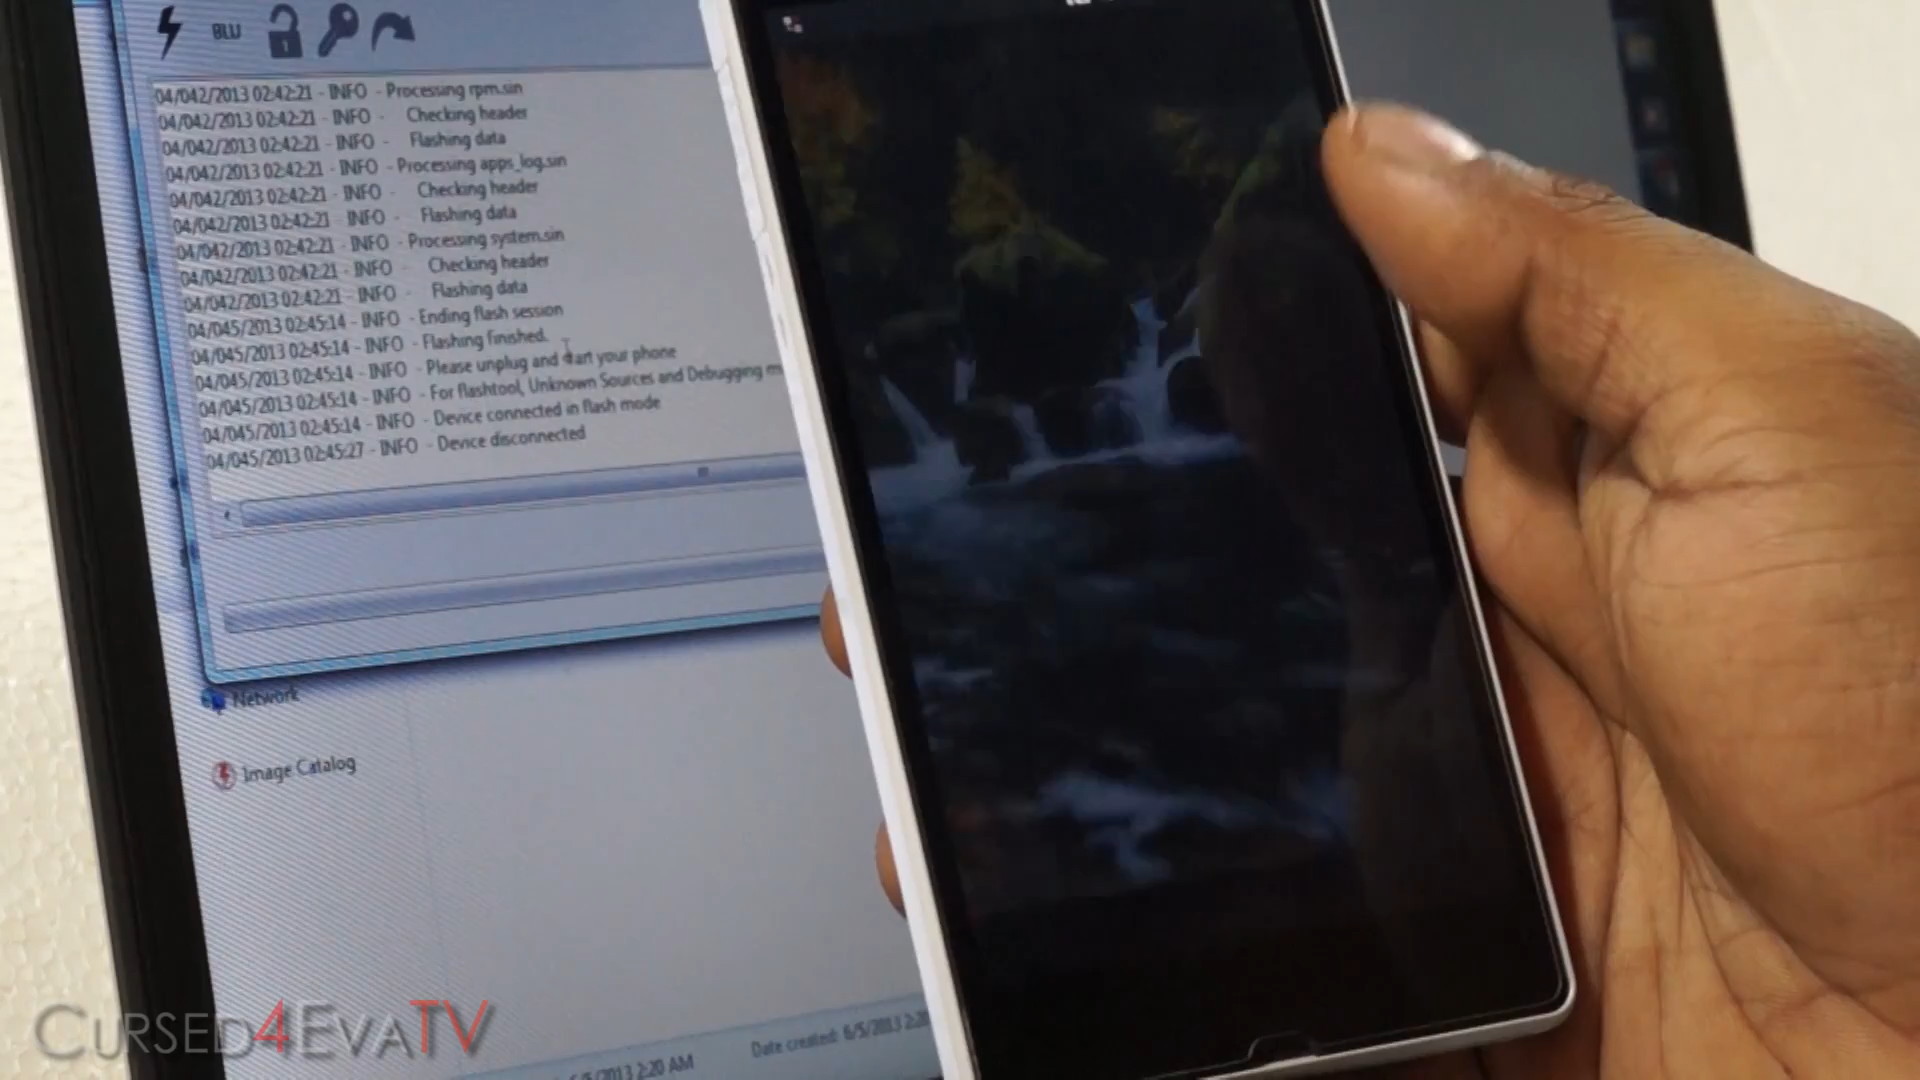 BLU
04/042/2013 02:42:21 - INFO - Processing rpm.sin
04/042/2013 02:42:21 - INFO - Checking header
04/042/2013 02:42:21 - INFO - Flashing data
04/042/2013 02:42:21 - INFO - Processing apps_log.sin
04/042/2013 02:42:21 - INFO - Checking header
04/042/2013 02:42:21 - INFO - Flashing data
04/042/2013 02:42:21 - INFO - Processing system.sin
04/042/2013 02:42:21 - INFO - Checking header
04/042/2013 02:42:21 - INFO - Flashing data
04/045/2013 02:45:14 - INFO - Ending flash session
04/045/2013 02:45:14 - INFO - Flashing finished.
04/045/2013 02:45:14 - INFO - Please unplug and start your phone
04/045/2013 02:45:14 - INFO - For flashtool, Unknown Sources and Debugging m
04/045/2013 02:45:14 - INFO - Device connected in flash mode
04/045/2013 02:45:27 - INFO - Device disconnected
Network
Image Catalog
6/5/2013 2:20 AM
Date created: 6/5/2013 2:20
CURSED4EVATV